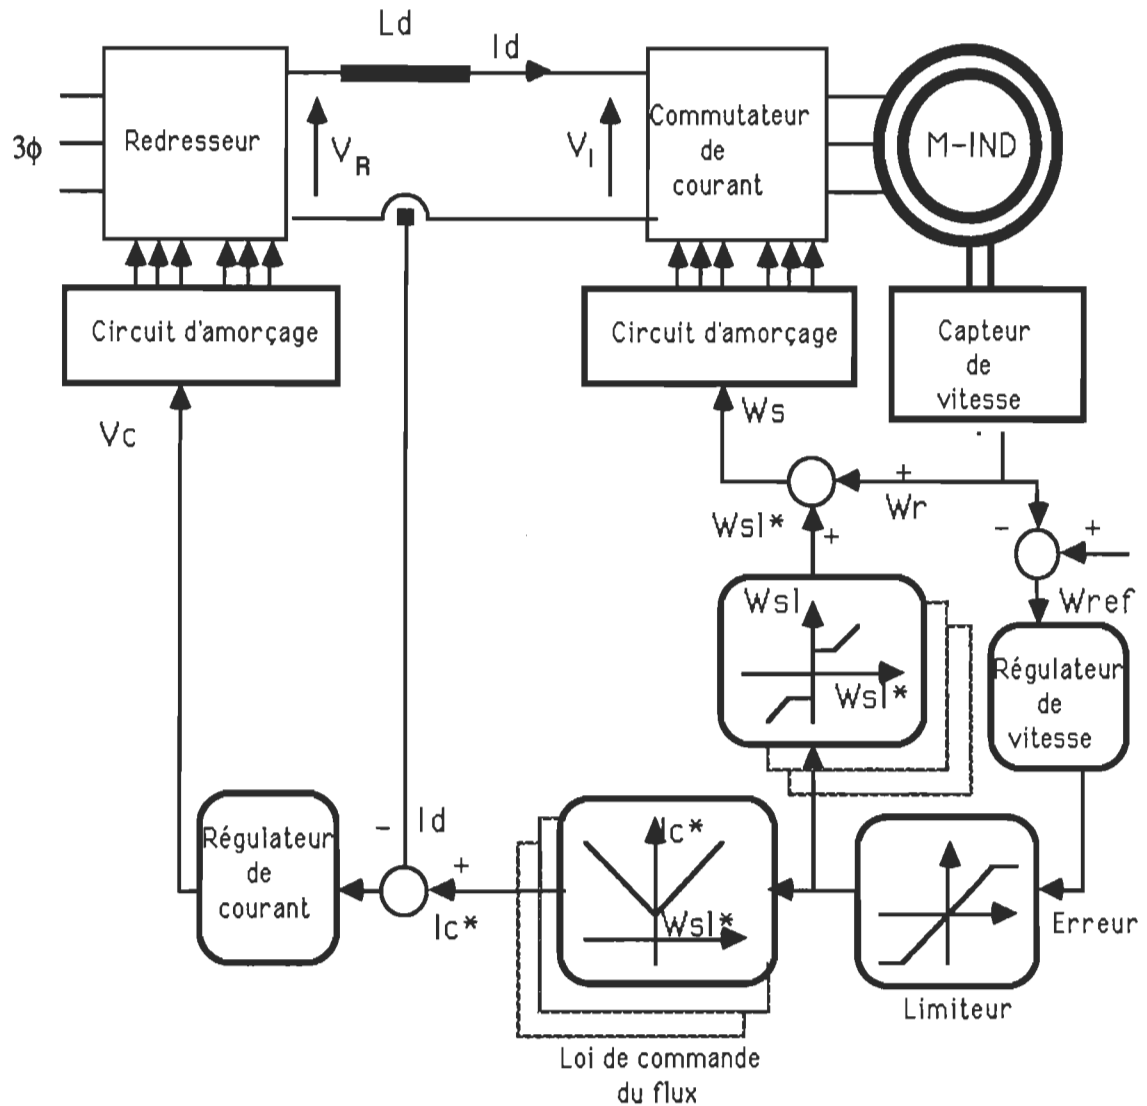 Ld
Id
3ϕ
Redresseur
V_R
V_I
Commutateur
de
courant
M-IND
Circuit d'amorçage
Circuit d'amorçage
Capteur
de
vitesse
Vc
Ws
+
Wr
Wsl*
+
-
+
Wref
Wsl
Wsl*
Régulateur
de
vitesse
Régulateur
de
courant
-
Id
+
Ic*
Ic*
Wsl*
Erreur
Limiteur
Loi de commande
du flux